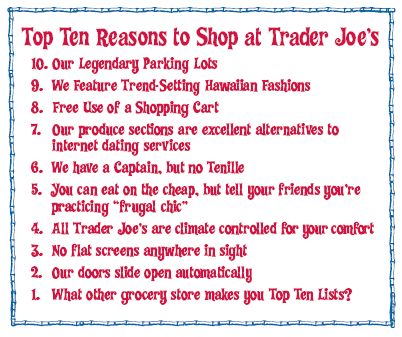 Top Ten Reasons to Shop at Trader Joe's
10. Our Legendary Parking Lots
9. We Feature Trend-Setting Hawaiian Fashions
8. Free Use of a Shopping Cart
7. Our produce sections are excellent alternatives to
internet dating services
6. We have a Captain, but no Tenille
5. You can eat on the cheap, but tell your friends you're
practicing "frugal chic"
4. All Trader Joe's are climate controlled for your comfort
3. No flat screens anywhere in sight
2. Our doors slide open automatically
1. What other grocery store makes you Top Ten Lists?